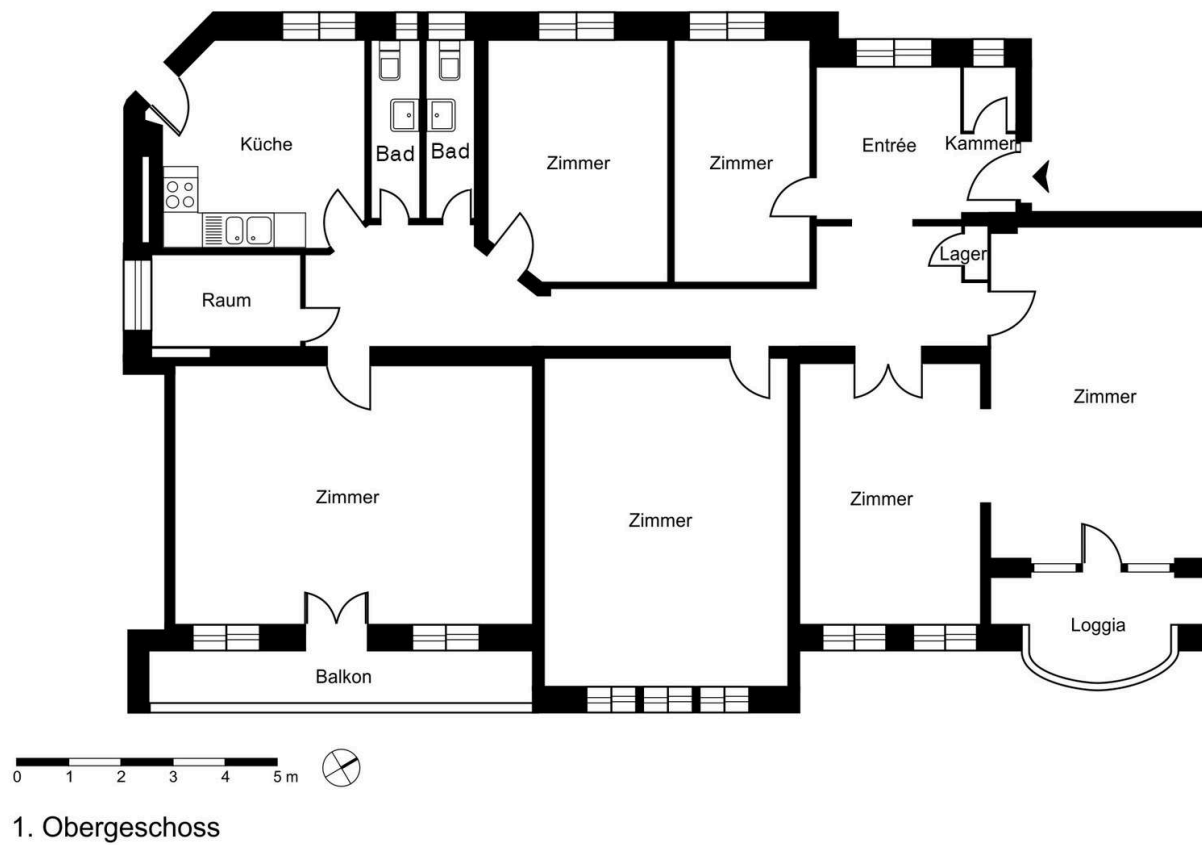 Küche
Bad
Bad
Zimmer
Zimmer
Entrée
Kammer
Lager
Raum
Zimmer
Zimmer
Zimmer
Zimmer
Loggia
Balkon
0 1 2 3 4 5 m
1. Obergeschoss